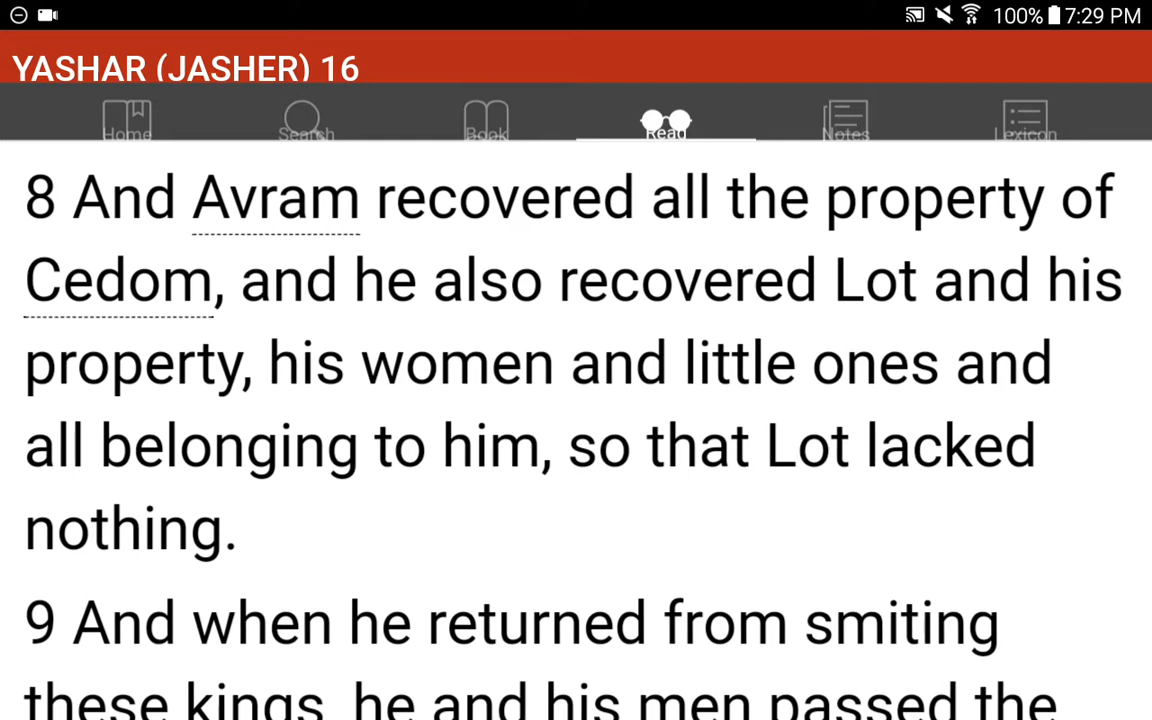 100% 7:29 PM
YASHAR (JASHER) 16
Home Search Book Read Notes Lexicon
8 And Avram recovered all the property of
Cedom, and he also recovered Lot and his
property, his women and little ones and
all belonging to him, so that Lot lacked
nothing.
9 And when he returned from smiting
these kings, he and his men passed the